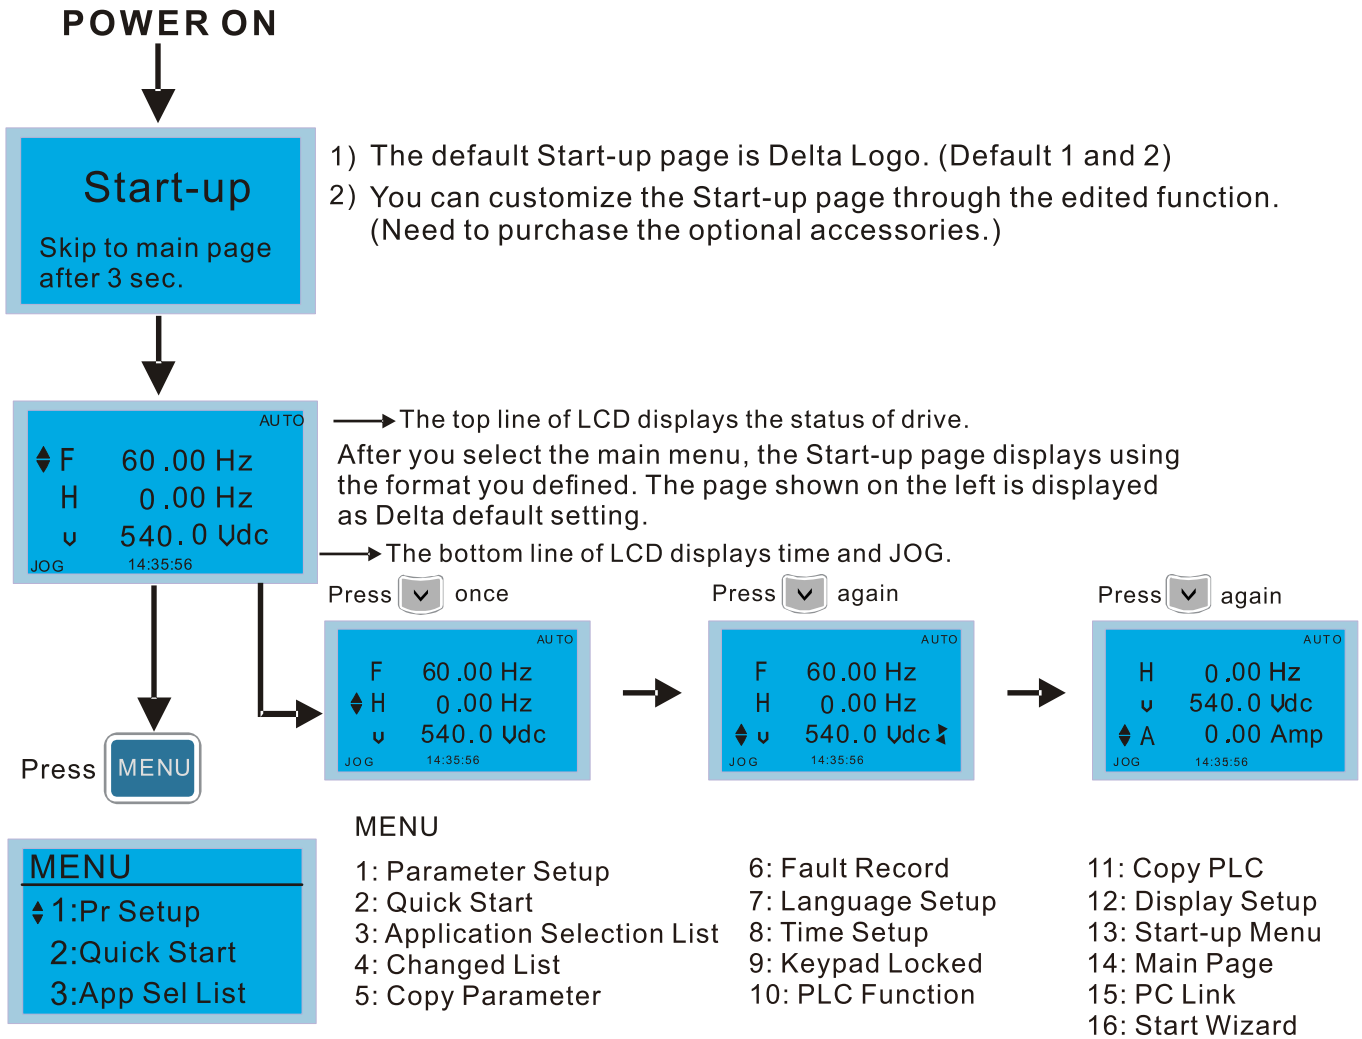 POWER ON
Start-up
Skip to main page
after 3 sec.
1) The default Start-up page is Delta Logo. (Default 1 and 2)
2) You can customize the Start-up page through the edited function.
(Need to purchase the optional accessories.)
AUTO
F 60.00 Hz
H 0.00 Hz
v 540.0 Vdc
JOG 14:35:56
The top line of LCD displays the status of drive.
After you select the main menu, the Start-up page displays using
the format you defined. The page shown on the left is displayed
as Delta default setting.
The bottom line of LCD displays time and JOG.
Press once
AUTO
F 60.00 Hz
H 0.00 Hz
v 540.0 Vdc
JOG 14:35:56
Press again
AUTO
F 60.00 Hz
H 0.00 Hz
v 540.0 Vdc
JOG 14:35:56
Press again
AUTO
H 0.00 Hz
v 540.0 Vdc
A 0.00 Amp
JOG 14:35:56
Press MENU
MENU
1:Pr Setup
2:Quick Start
3:App Sel List
MENU
1: Parameter Setup
2: Quick Start
3: Application Selection List
4: Changed List
5: Copy Parameter
6: Fault Record
7: Language Setup
8: Time Setup
9: Keypad Locked
10: PLC Function
11: Copy PLC
12: Display Setup
13: Start-up Menu
14: Main Page
15: PC Link
16: Start Wizard